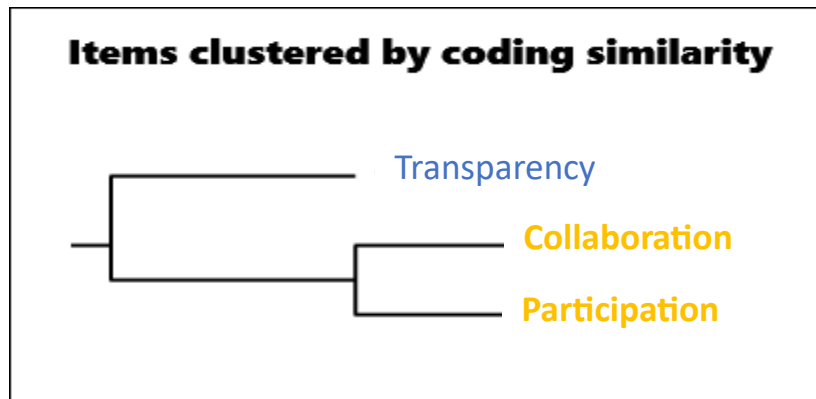 Items clustered by coding similarity
Transparency
Collaboration
Participation